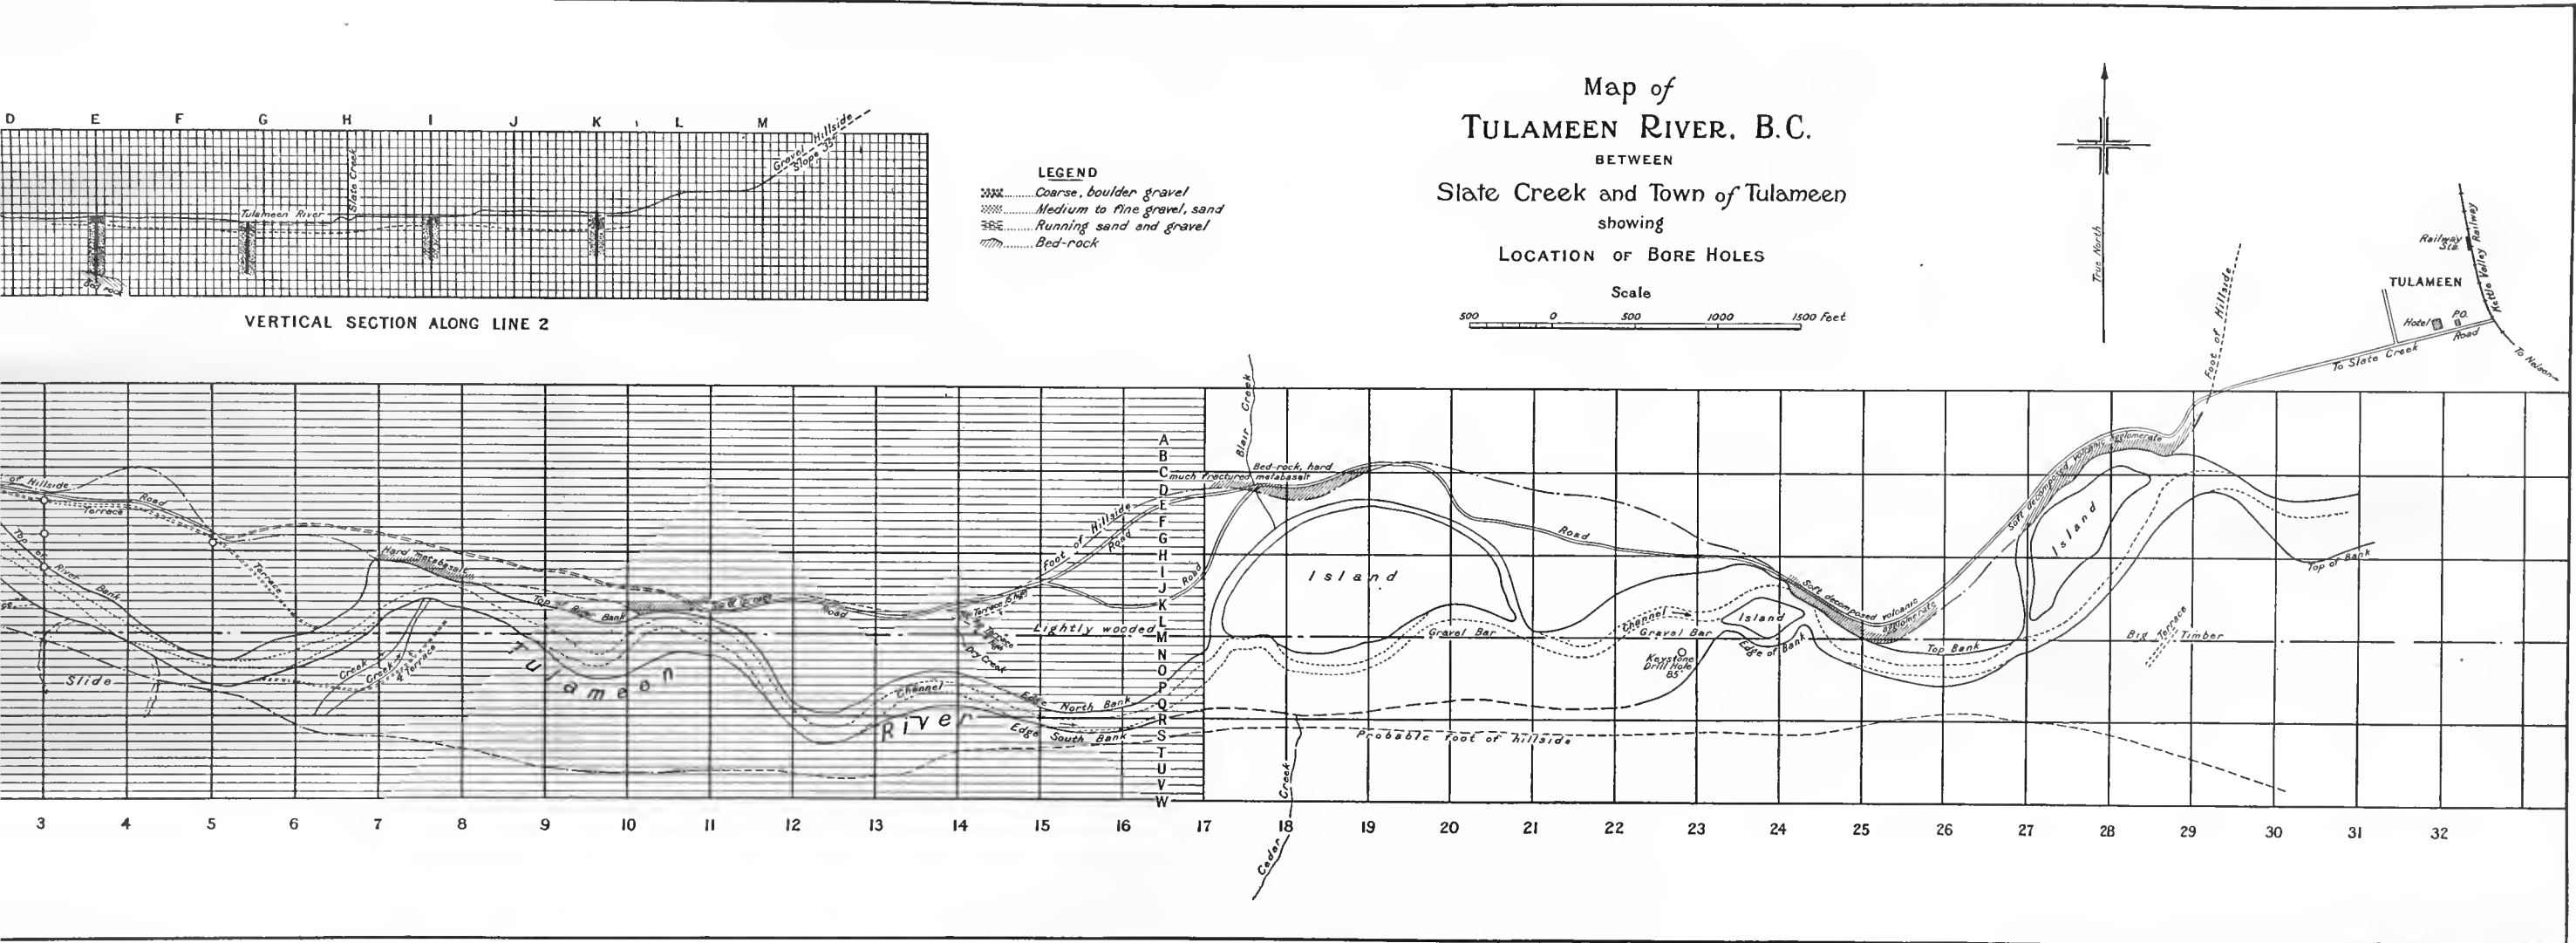 Map of
TULAMEEN RIVER, B.C.
BETWEEN
Slate Creek and Town of Tulameen
showing
LOCATION OF BORE HOLES
Scale
500 0 500 1000 1500 Feet
True North
D E F G H I J K L M
Slate Creek
Tulameen River
Gravel Hillside
Slope 35°
VERTICAL SECTION ALONG LINE 2
LEGEND
Coarse, boulder gravel
Medium to fine gravel, sand
Running sand and gravel
Bed-rock
Railway
Sta.
Kettle Valley Railway
TULAMEEN
Hotel
P.O.
Road
To Slate Creek
To Nelson
Foot of Hillside
Blair Creek
A
B
C
D
E
F
G
H
I
J
K
L
M
N
O
P
Q
R
S
T
U
V
W
of Hillside
Road
Terrace
Top of River Bank
Slide
Terrace
Hard metabasalt
Creek
Creek
Terrace
Top
Bank
Tulameen River
Road
Channel
Foot of Hillside
Road
Road
Lightly wooded
Dry Creek
Edge North Bank
Edge South Bank
Bed-rock, hard
much fractured metabasalt
Island
Road
Gravel Bar
Channel
Gravel Bar
Island
Edge of Bank
Keystone
Drill Hole
85
Soft decomposed volcanic
agglomerate
Top Bank
Soft decomposed volcanic agglomerate
Island
Big Timber
Terrace
Top of Bank
Probable foot of hillside
Cedar Creek
3 4 5 6 7 8 9 10 11 12 13 14 15 16 17 18 19 20 21 22 23 24 25 26 27 28 29 30 31 32